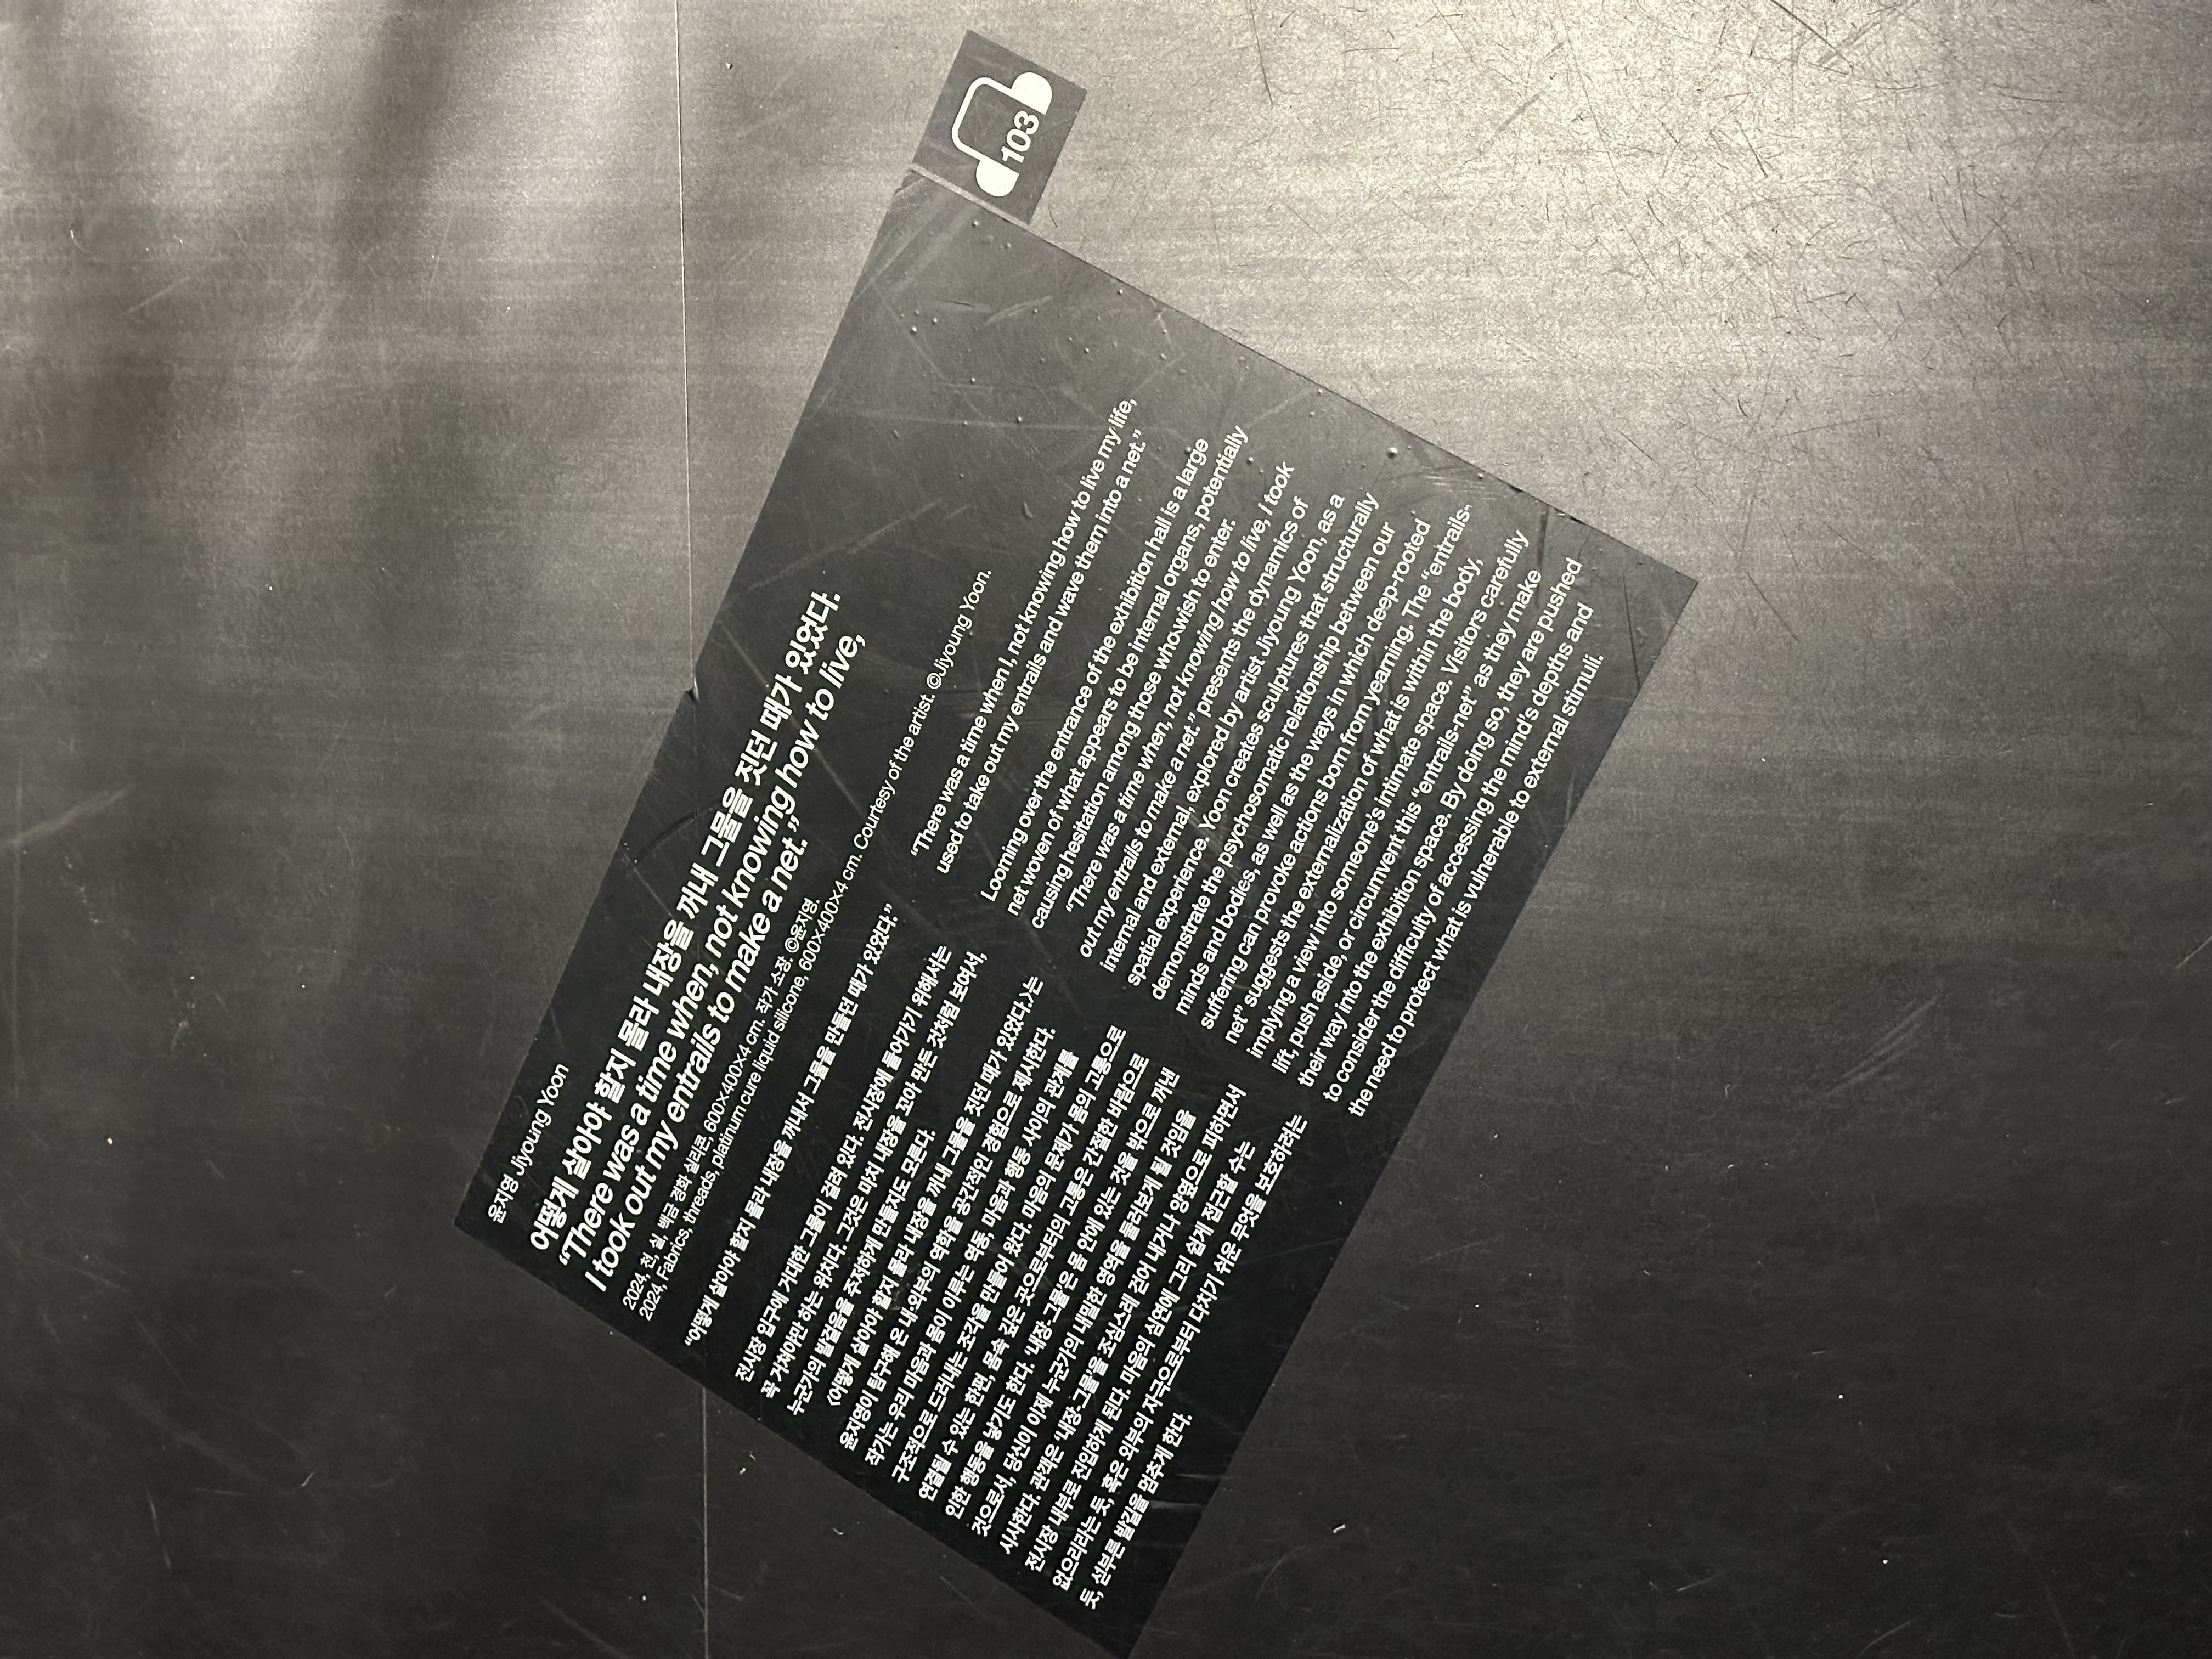 윤지영 Jiyoung Yoon
어떻게 살아야 할지 몰라 내장을 꺼내 그물을 짓던 때가 있었다.
“There was a time when, not knowing how to live,
I took out my entrails to make a net.”
2024, 천, 실, 백금 경화 실리콘, 600×400×4 cm. 작가 소장. ©윤지영.
2024, Fabrics, threads, platinum cure liquid silicone, 600×400×4 cm. Courtesy of the artist. ©Jiyoung Yoon.
“어떻게 살아야 할지 몰라 내장을 꺼내서 그물을 만들던 때가 있었다.”
전시장 입구에 거대한 그물이 걸려 있다. 전시장에 들어가기 위해서는
꼭 거쳐야만 하는 위치다. 그것은 마치 내장을 꼬아 만든 것처럼 보여서,
누군가의 발걸음을 주저하게 만들지도 모른다.
〈어떻게 살아야 할지 몰라 내장을 꺼내 그물을 짓던 때가 있었다.〉는
윤지영이 탐구해 온 내·외부의 역학을 공간적인 경험으로 제시한다.
작가는 우리 마음과 몸이 이루는 역동, 마음과 행동 사이의 관계를
구조적으로 드러내는 조각을 만들어 왔다. 마음의 문제가 몸의 고통으로
연결될 수 있는 한편, 몸속 깊은 곳으로부터의 고통은 간절한 바람으로
인한 행동을 낳기도 한다. ‘내장-그물’은 몸 안에 있는 것을 밖으로 꺼낸
것으로서, 당신이 이제 누군가의 내밀한 영역을 둘러보게 될 것임을
시사한다. 관객은 ‘내장-그물’을 조심스레 걷어 내거나 양옆으로 피하면서
전시장 내부로 진입하게 된다. 마음의 심연에 그리 쉽게 접근할 수는
없으리라는 듯, 혹은 외부의 자극으로부터 다치기 쉬운 무엇을 보호하려는
듯, 섣부른 발길을 멈추게 한다.
“There was a time when I, not knowing how to live my life,
used to take out my entrails and wave them into a net.”
Looming over the entrance of the exhibition hall is a large
net woven of what appears to be internal organs, potentially
causing hesitation among those who wish to enter.
“There was a time when, not knowing how to live, I took
out my entrails to make a net.” presents the dynamics of
internal and external, explored by artist Jiyoung Yoon, as a
spatial experience. Yoon creates sculptures that structurally
demonstrate the psychosomatic relationship between our
minds and bodies, as well as the ways in which deep-rooted
suffering can provoke actions born from yearning. The “entrails-
net” suggests the externalization of what is within the body,
implying a view into someone’s intimate space. Visitors carefully
lift, push aside, or circumvent this “entrails-net” as they make
their way into the exhibition space. By doing so, they are pushed
to consider the difficulty of accessing the mind’s depths and
the need to protect what is vulnerable to external stimuli.
103